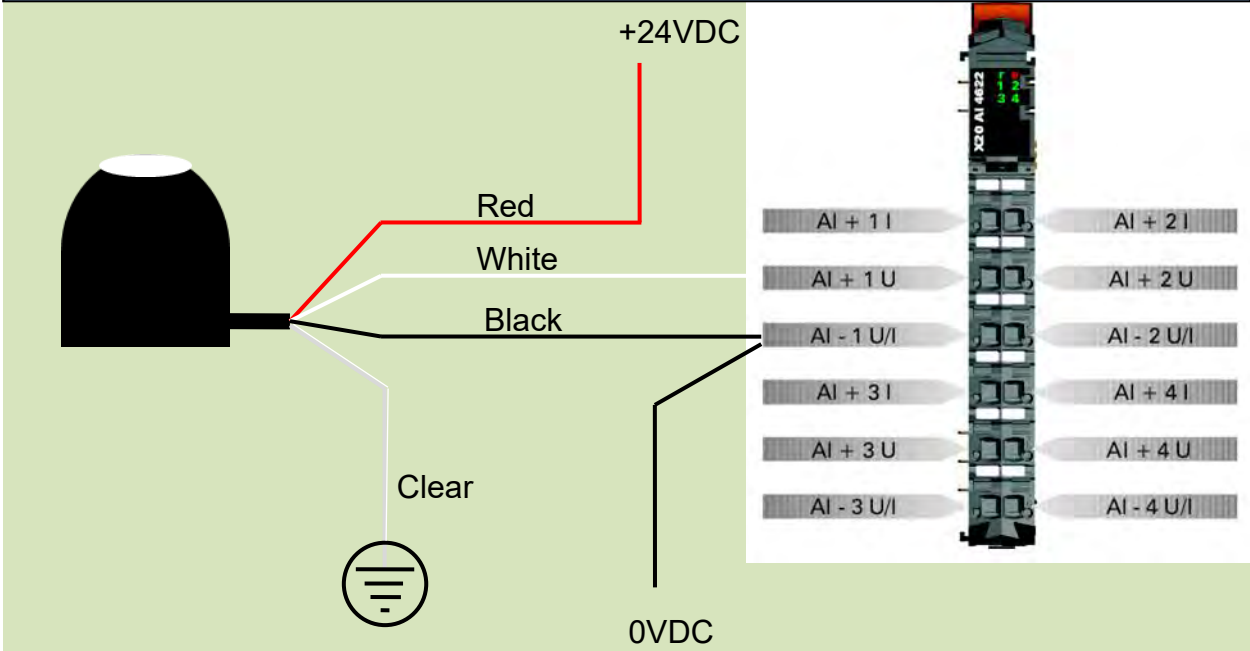 +24VDC
Red
White
Black
Clear
0VDC
X20 AI 4622
r e
1 2
3 4
AI + 1 I
AI + 2 I
AI + 1 U
AI + 2 U
AI - 1 U/I
AI - 2 U/I
AI + 3 I
AI + 4 I
AI + 3 U
AI + 4 U
AI - 3 U/I
AI - 4 U/I